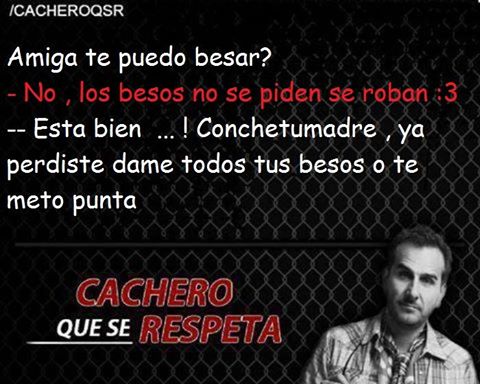 /CACHEROQSR
Amiga te puedo besar?
- No , los besos no se piden se roban :3
-- Esta bien ... ! Conchetumadre , ya
perdiste dame todos tus besos o te
meto punta
CACHERO
QUE SE RESPETA